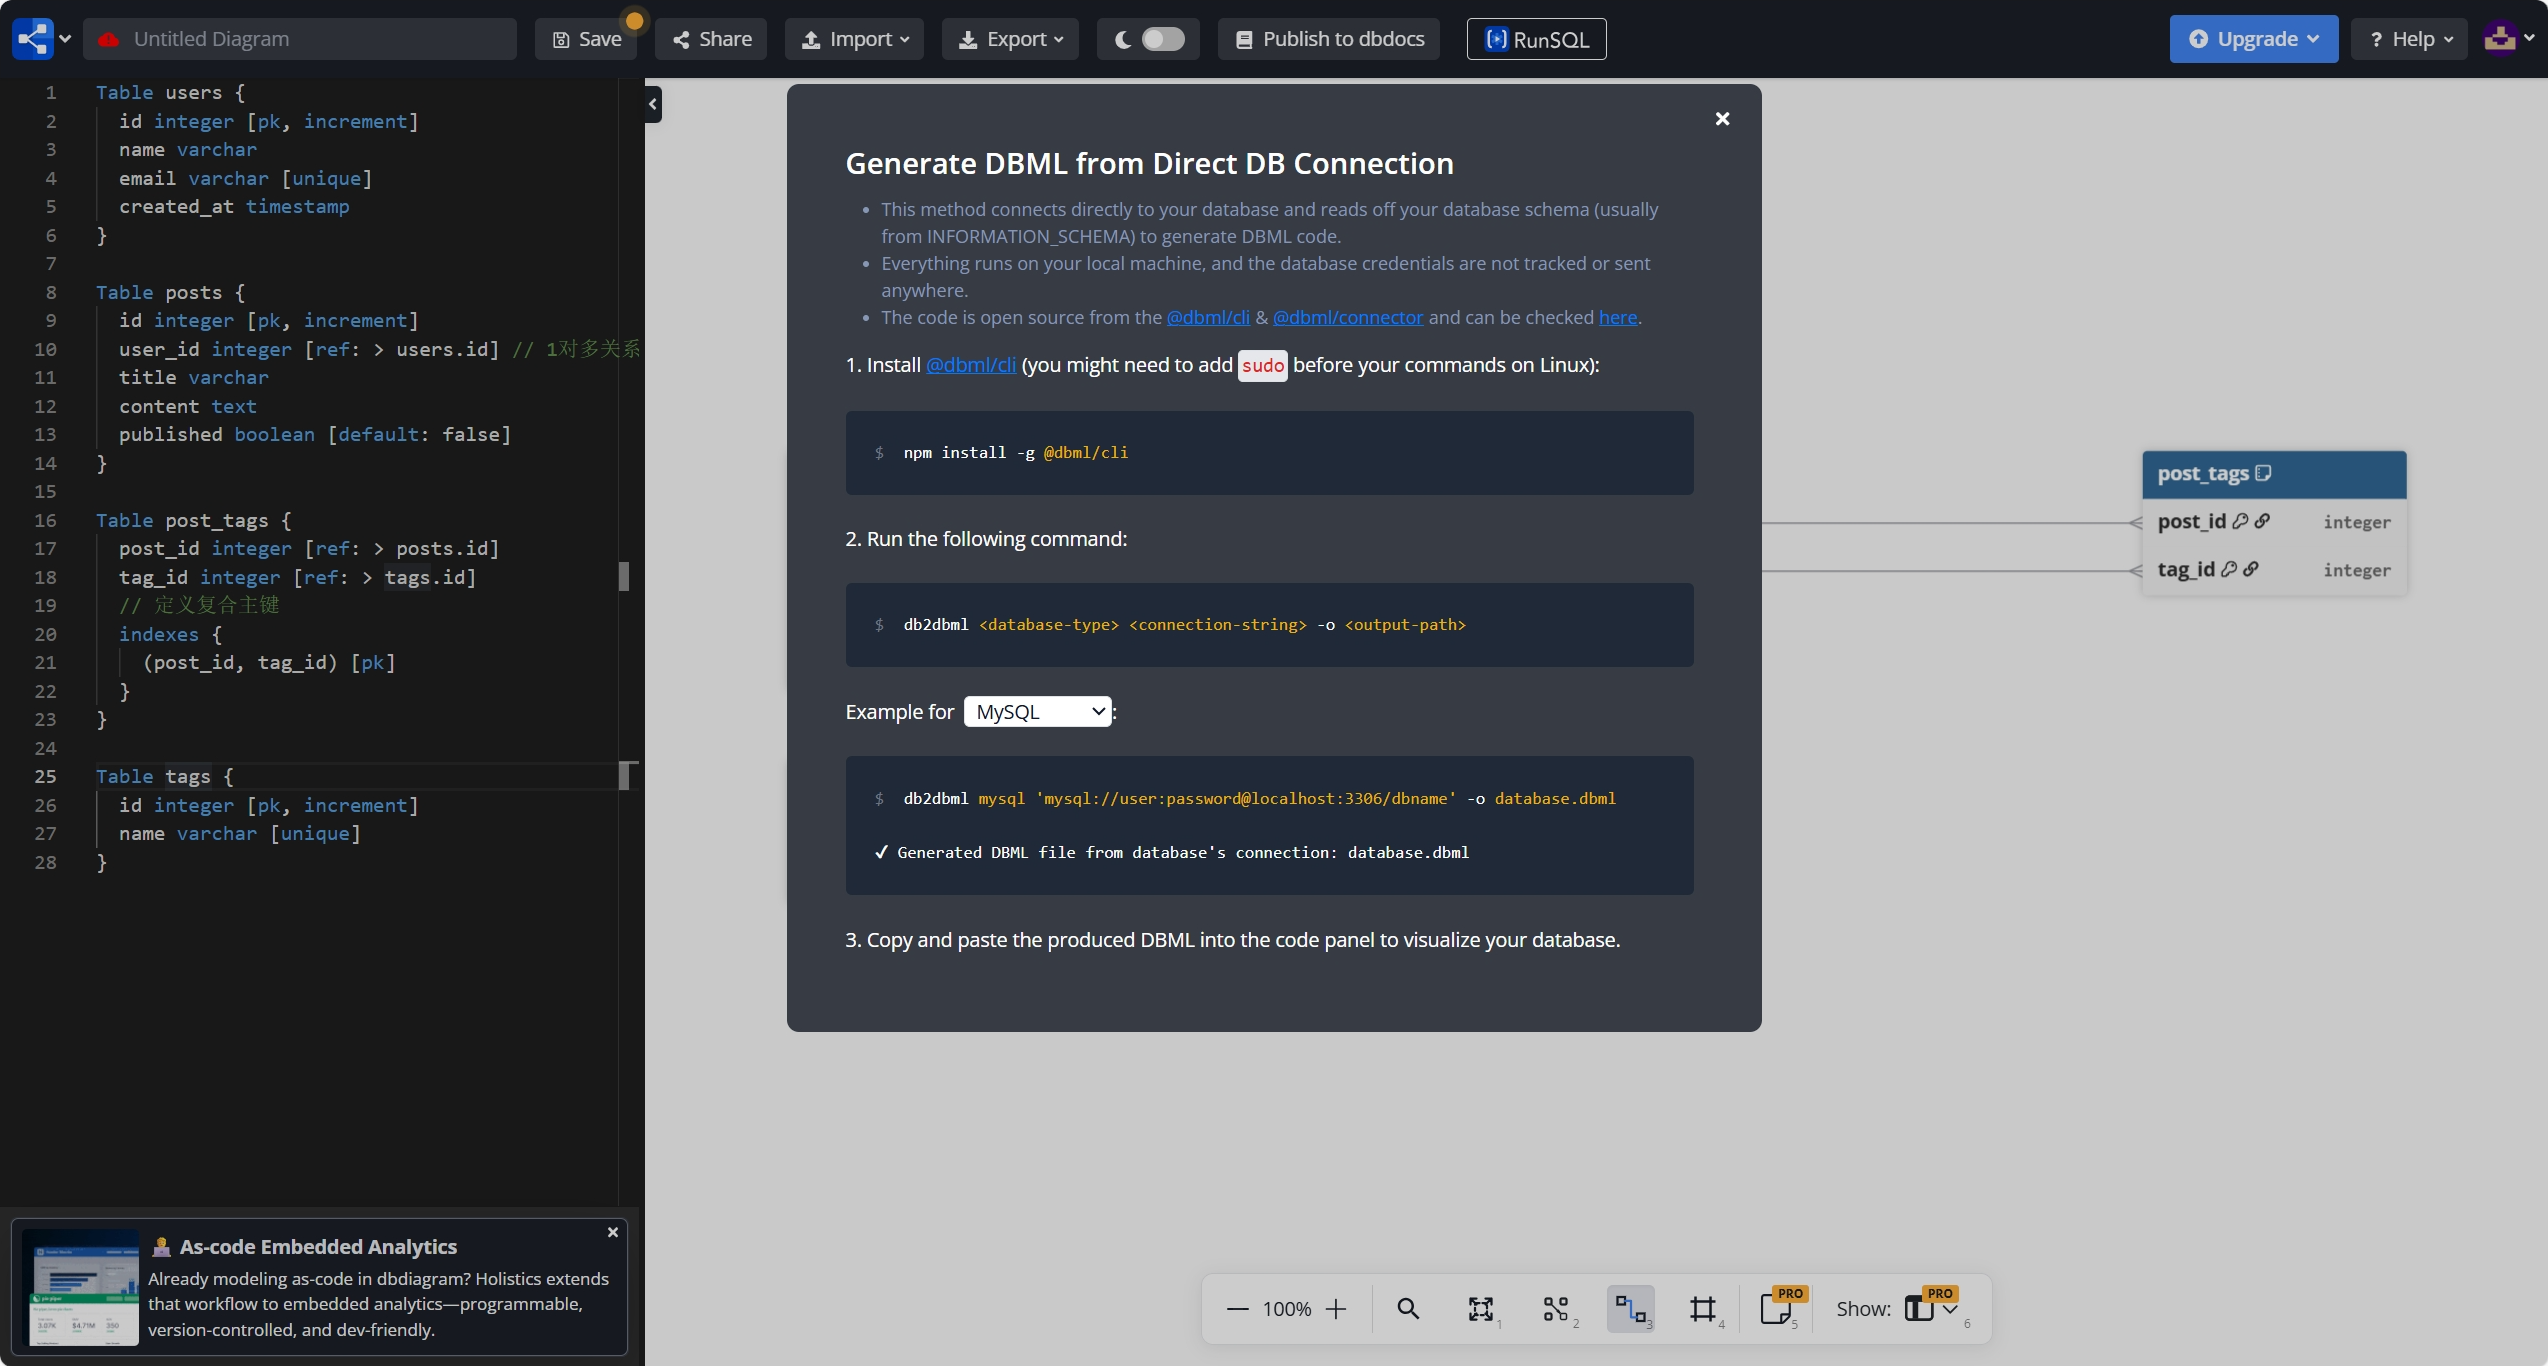 Untitled Diagram
Save
Share
Import
Export
Publish to dbdocs
RunSQL
Upgrade
? Help
1 Table users {
2 id integer [pk, increment]
3 name varchar
4 email varchar [unique]
5 created_at timestamp
6 }
7
8 Table posts {
9 id integer [pk, increment]
10 user_id integer [ref: > users.id] // 1对多关系
11 title varchar
12 content text
13 published boolean [default: false]
14 }
15
16 Table post_tags {
17 post_id integer [ref: > posts.id]
18 tag_id integer [ref: > tags.id]
19 // 定义复合主键
20 indexes {
21 (post_id, tag_id) [pk]
22 }
23 }
24
25 Table tags {
26 id integer [pk, increment]
27 name varchar [unique]
28 }
As-code Embedded Analytics
Already modeling as-code in dbdiagram? Holistics extends
that workflow to embedded analytics—programmable,
version-controlled, and dev-friendly.
Generate DBML from Direct DB Connection
• This method connects directly to your database and reads off your database schema (usually
from INFORMATION_SCHEMA) to generate DBML code.
• Everything runs on your local machine, and the database credentials are not tracked or sent
anywhere.
• The code is open source from the @dbml/cli & @dbml/connector and can be checked here.
1. Install @dbml/cli (you might need to add sudo before your commands on Linux):
$ npm install -g @dbml/cli
2. Run the following command:
$ db2dbml <database-type> <connection-string> -o <output-path>
Example for MySQL :
$ db2dbml mysql 'mysql://user:password@localhost:3306/dbname' -o database.dbml
✓ Generated DBML file from database's connection: database.dbml
3. Copy and paste the produced DBML into the code panel to visualize your database.
post_tags
post_id integer
tag_id integer
100%
1
2
3
4
PRO
5
Show:
PRO
6